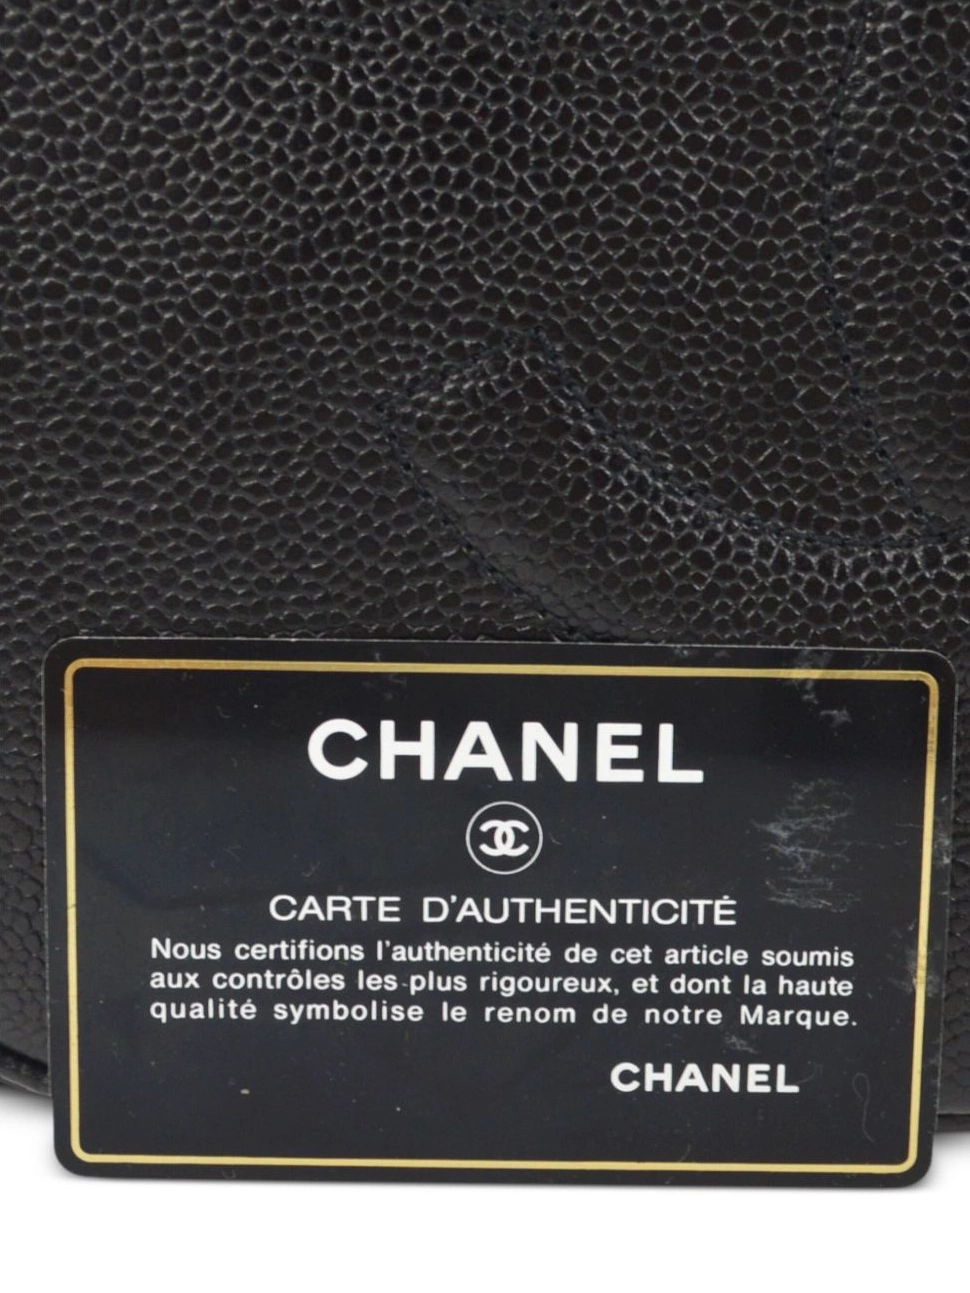 CHANEL
CARTE D'AUTHENTICITÉ
Nous certifions l'authenticité de cet article soumis
aux contrôles les plus rigoureux, et dont la haute
qualité symbolise le renom de notre Marque.
CHANEL